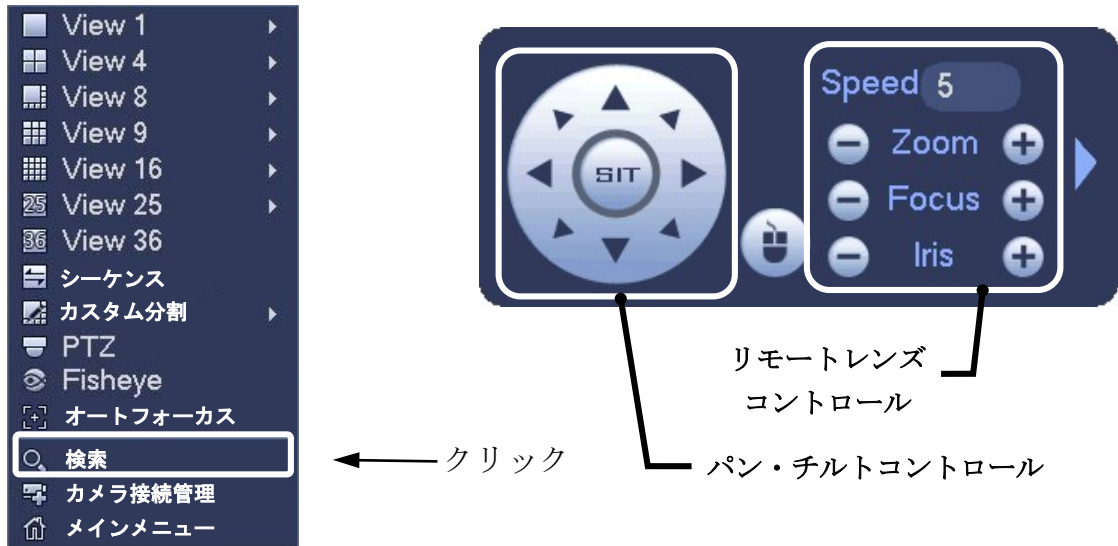 View 1
View 4
View 8
View 9
View 16
25 View 25
36 View 36
シーケンス
カスタム分割
PTZ
Fisheye
オートフォーカス
検索
カメラ接続管理
メインメニュー
クリック
SIT
Speed 5
Zoom
Focus
Iris
リモートレンズ
コントロール
パン・チルトコントロール